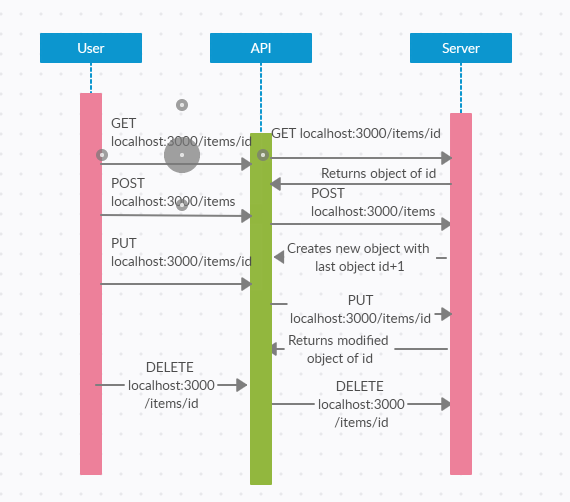 User
API
Server
GET
localhost:3000/items/id
GET localhost:3000/items/id
Returns object of id
POST
localhost:3000/items
POST
localhost:3000/items
PUT
localhost:3000/items/id
Creates new object with
last object id+1
PUT
localhost:3000/items/id
Returns modified
object of id
DELETE
localhost:3000
/items/id
DELETE
localhost:3000
/items/id